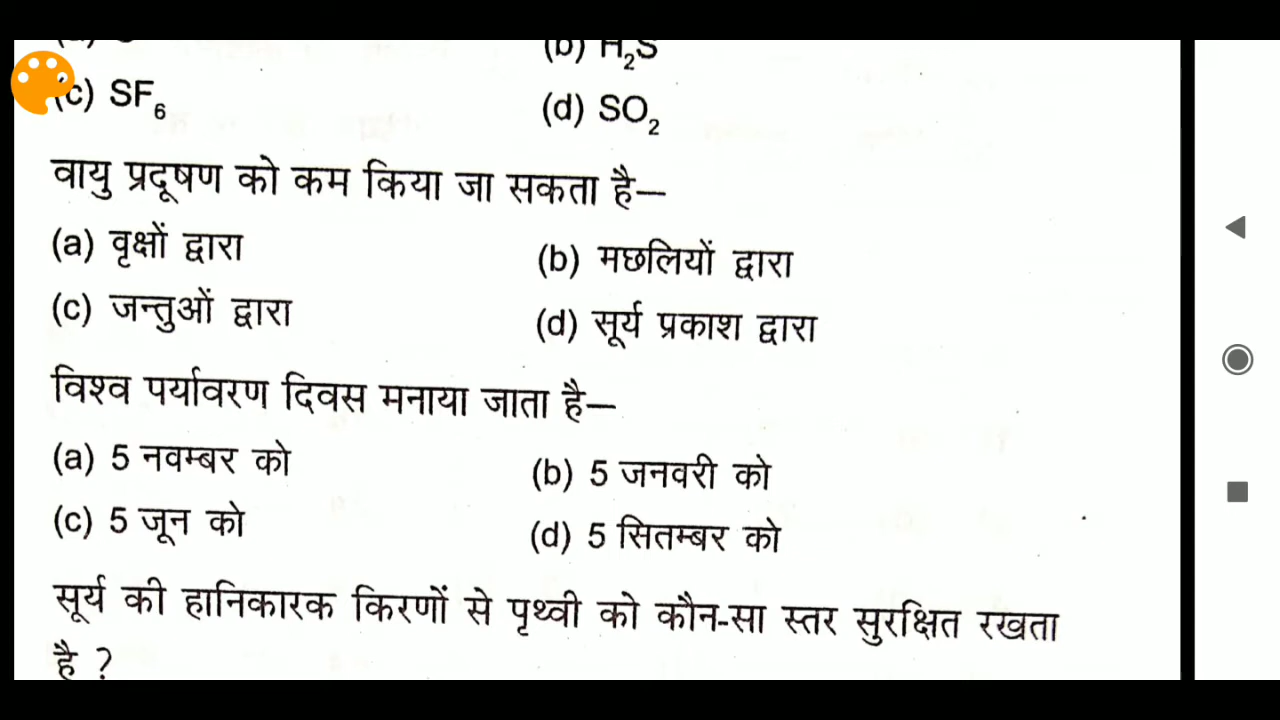 (b) H₂S
(c) SF₆ (d) SO₂
वायु प्रदूषण को कम किया जा सकता है—
(a) वृक्षों द्वारा (b) मछलियों द्वारा
(c) जन्तुओं द्वारा (d) सूर्य प्रकाश द्वारा
विश्व पर्यावरण दिवस मनाया जाता है—
(a) 5 नवम्बर को (b) 5 जनवरी को
(c) 5 जून को (d) 5 सितम्बर को
सूर्य की हानिकारक किरणों से पृथ्वी को कौन-सा स्तर सुरक्षित रखता
है ?